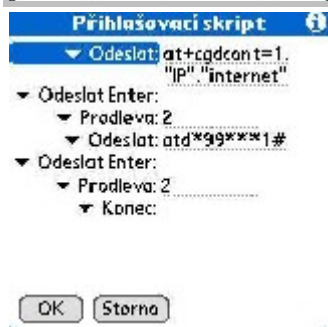 Přihlašovací skript
Odeslat: at+cgdcont=1,
"IP","internet"
Odeslat Enter:
Prodleva: 2
Odeslat: atd*99***1#
Odeslat Enter:
Prodleva: 2
Konec:
OK Storno